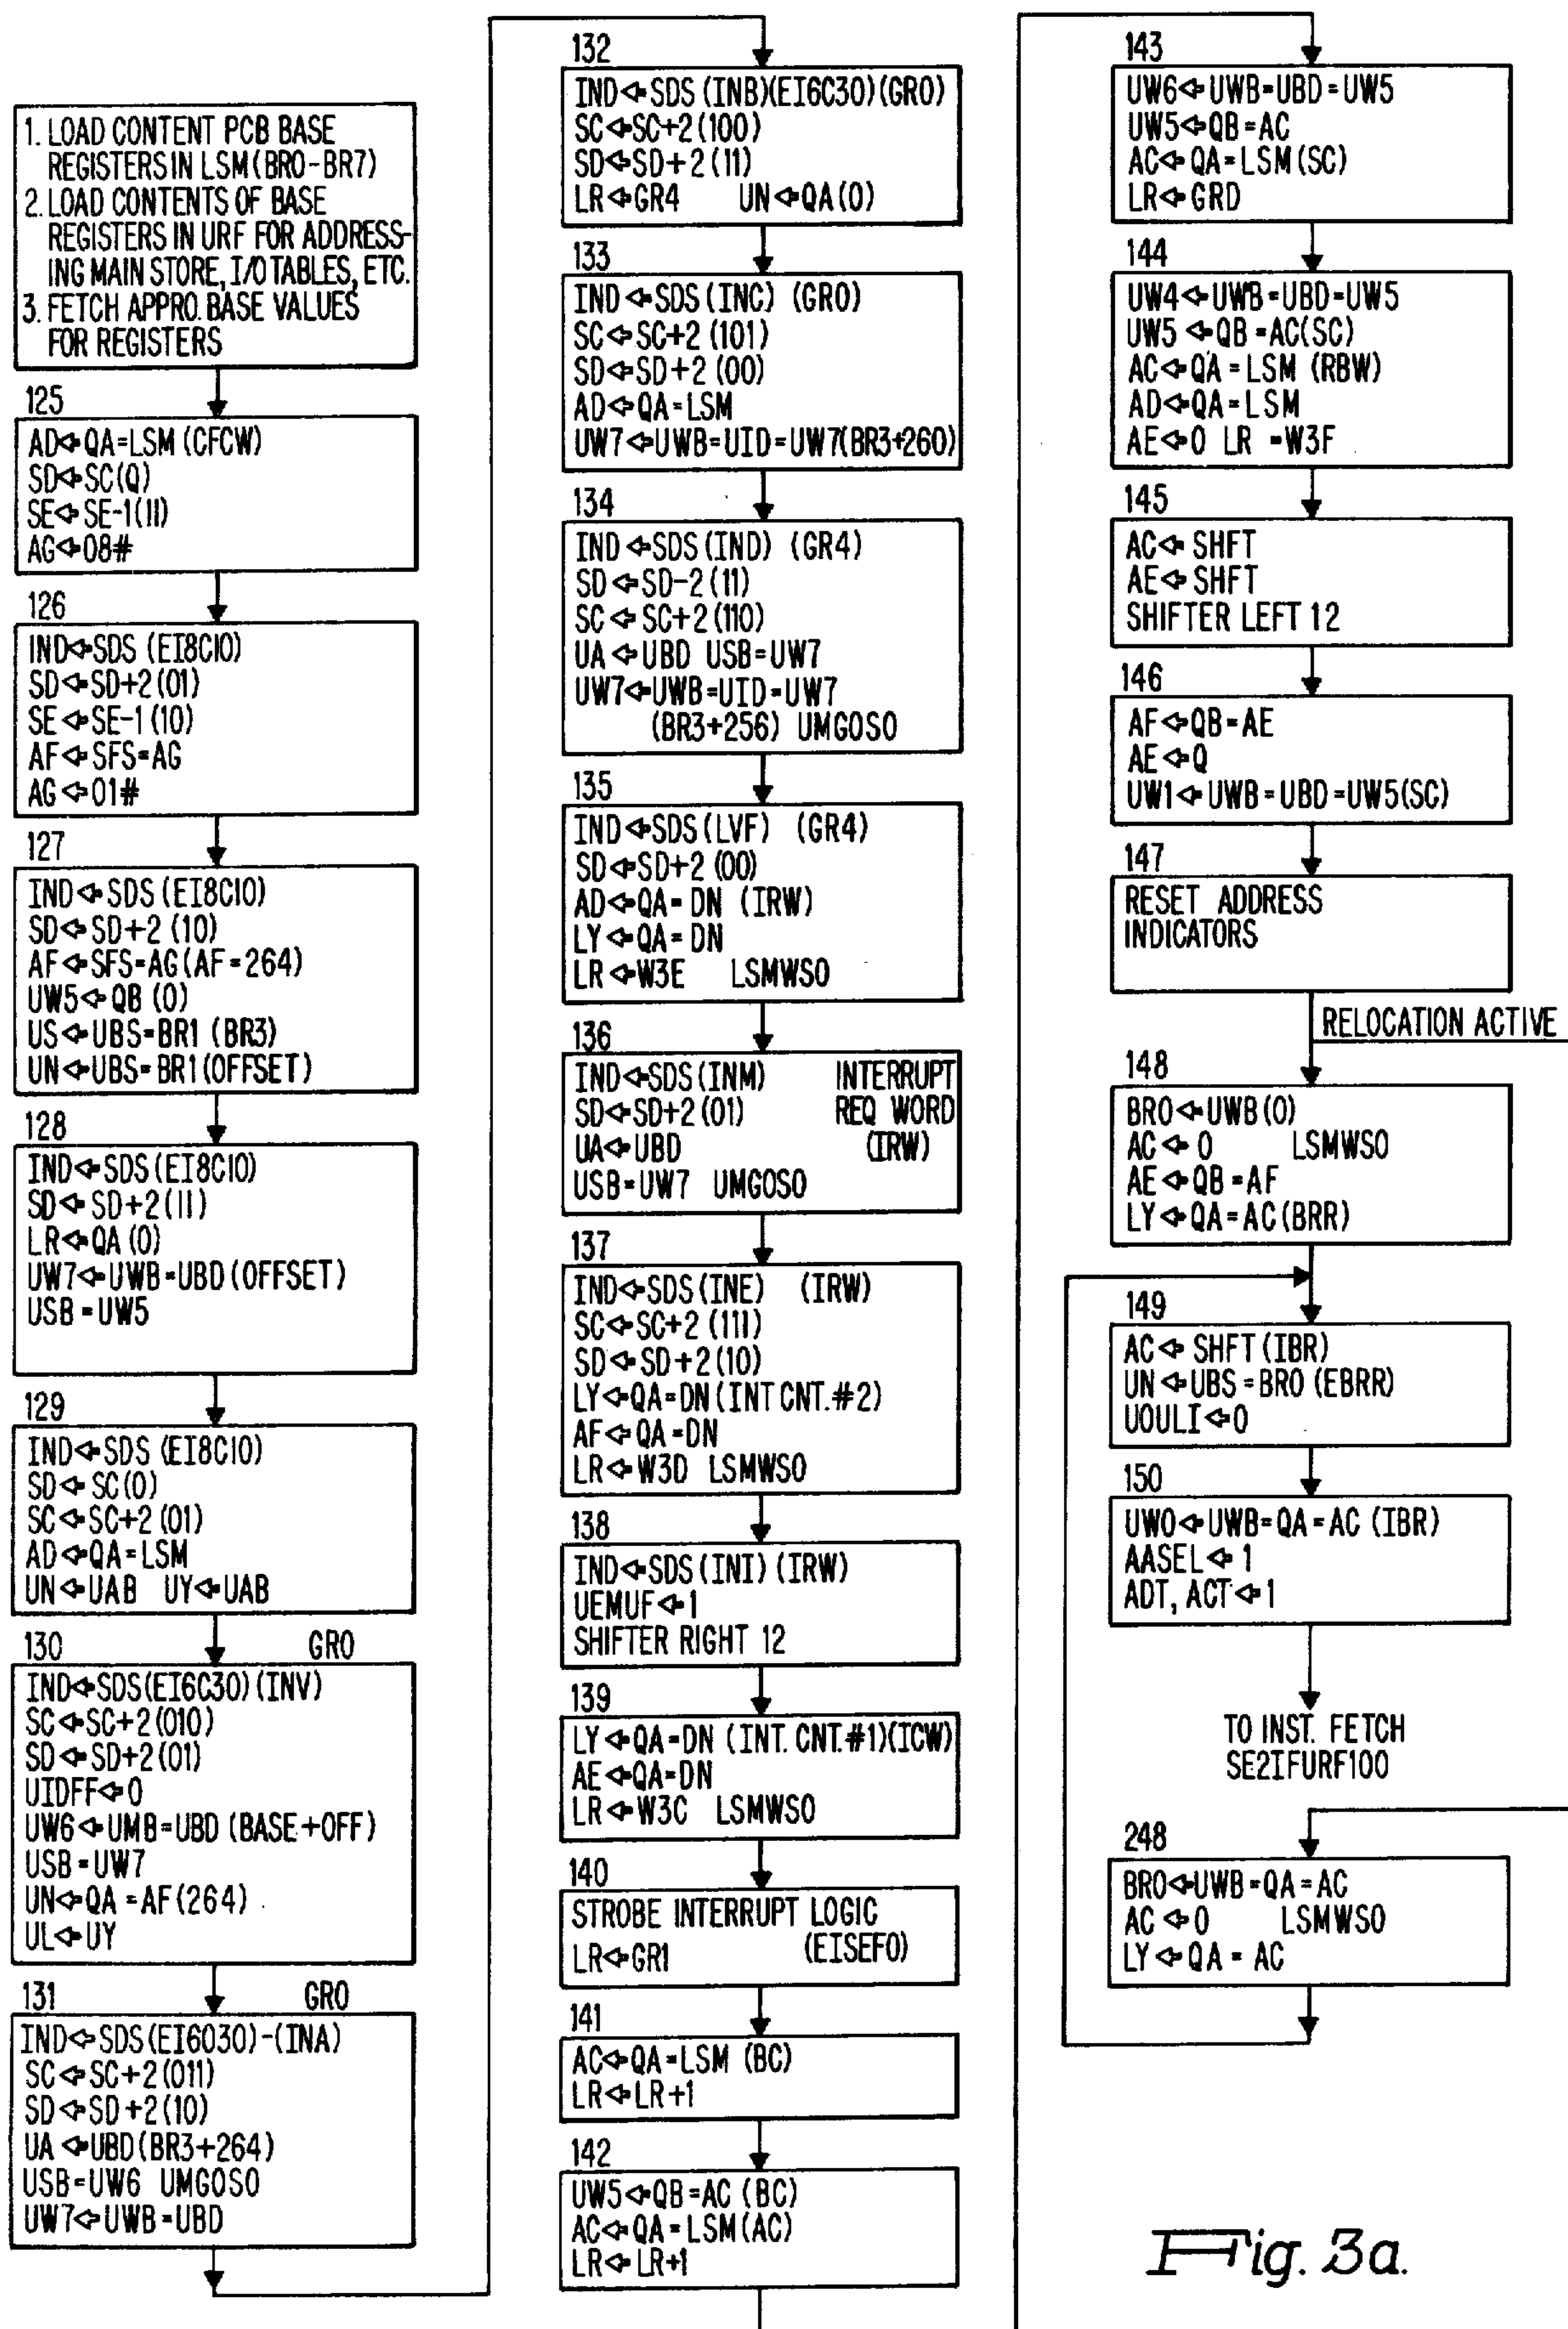 1. LOAD CONTENT PCB BASE
REGISTERS IN LSM (BR0-BR7)
2. LOAD CONTENTS OF BASE
REGISTERS IN URF FOR ADDRESS-
ING MAIN STORE, I/O TABLES, ETC.
3. FETCH APPRO. BASE VALUES
FOR REGISTERS
125
AD⇦QA=LSM (CFCW)
SD⇦SC(Q)
SE⇦SE-1(11)
AG⇦08#
126
IND⇦SDS (EI8C10)
SD⇦SD+2(01)
SE⇦SE-1(10)
AF⇦SFS=AG
AG⇦01#
127
IND⇦SDS (EI8C10)
SD⇦SD+2(10)
AF⇦SFS=AG(AF=264)
UW5⇦QB(0)
US⇦UBS=BR1 (BR3)
UN⇦UBS=BR1(OFFSET)
128
IND⇦SDS(EI8C10)
SD⇦SD+2(11)
LR⇦QA(0)
UW7⇦UWB=UBD(OFFSET)
USB=UW5
129
IND⇦SDS (EI8C10)
SD⇦SC(0)
SC⇦SC+2(01)
AD⇦QA=LSM
UN⇦UAB UY⇦UAB
130 GR0
IND⇦SDS(EI6C30)(INV)
SC⇦SC+2(010)
SD⇦SD+2(01)
UIDFF⇦0
UW6⇦UMB=UBD (BASE+OFF)
USB=UW7
UN⇦QA=AF(264)
UL⇦UY
131 GR0
IND⇦SDS(EI6030)-(INA)
SC⇦SC+2(011)
SD⇦SD+2(10)
UA⇦UBD(BR3+264)
USB=UW6 UMGOS0
UW7⇦UWB=UBD
132
IND⇦SDS(INB)(EI6C30)(GR0)
SC⇦SC+2(100)
SD⇦SD+2(11)
LR⇦GR4 UN⇦QA(0)
133
IND⇦SDS(INC) (GR0)
SC⇦SC+2(101)
SD⇦SD+2(00)
AD⇦QA=LSM
UW7⇦UWB=UID=UW7(BR3+260)
134
IND⇦SDS(IND) (GR4)
SD⇦SD-2(11)
SC⇦SC+2(110)
UA⇦UBD USB=UW7
UW7⇦UWB=UID=UW7
(BR3+256) UMGOS0
135
IND⇦SDS(LVF) (GR4)
SD⇦SD+2(00)
AD⇦QA=DN (IRW)
LY⇦QA=DN
LR⇦W3E LSMWS0
136
IND⇦SDS(INM) INTERRUPT
SD⇦SD+2(01) REQ WORD
UA⇦UBD (IRW)
USB=UW7 UMGOS0
137
IND⇦SDS(INE) (IRW)
SC⇦SC+2(111)
SD⇦SD+2(10)
LY⇦QA=DN(INT CNT.#2)
AF⇦QA=DN
LR⇦W3D LSMWS0
138
IND⇦SDS(INI)(IRW)
UEMUF⇦1
SHIFTER RIGHT 12
139
LY⇦QA=DN (INT. CNT.#1)(ICW)
AE⇦QA=DN
LR⇦W3C LSMWS0
140
STROBE INTERRUPT LOGIC
LR⇦GR1 (EISEF0)
141
AC⇦QA=LSM (BC)
LR⇦LR+1
142
UW5⇦QB=AC (BC)
AC⇦QA=LSM(AC)
LR⇦LR+1
143
UW6⇦UWB=UBD=UW5
UW5⇦QB=AC
AC⇦QA=LSM(SC)
LR⇦GRD
144
UW4⇦UWB=UBD=UW5
UW5⇦QB=AC(SC)
AC⇦QA=LSM (RBW)
AD⇦QA=LSM
AE⇦0 LR =W3F
145
AC⇦SHFT
AE⇦SHFT
SHIFTER LEFT 12
146
AF⇦QB=AE
AE⇦Q
UW1⇦UWB=UBD=UW5(SC)
147
RESET ADDRESS
INDICATORS
RELOCATION ACTIVE
148
BR0⇦UWB(0)
AC⇦0 LSMWS0
AE⇦QB=AF
LY⇦QA=AC(BRR)
149
AC⇦SHFT(IBR)
UN⇦UBS=BR0(EBRR)
UOULI⇦0
150
UW0⇦UWB=QA=AC (IBR)
AASEL⇦1
ADT, ACT⇦1
TO INST. FETCH
SE2IFURF100
248
BR0⇦UWB=QA=AC
AC⇦0 LSMWS0
LY⇦QA=AC
Fig. 3a.